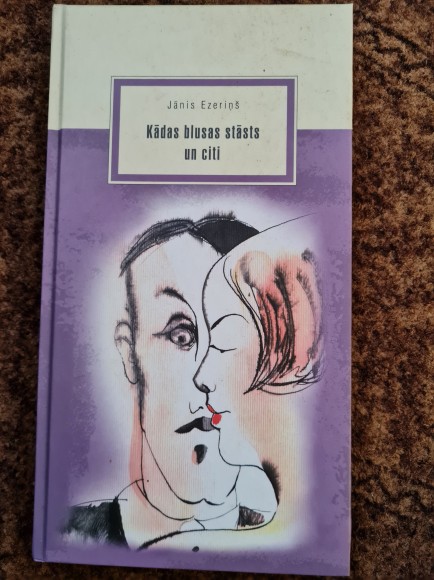 Jānis Ezeriņš
Kādas blusas stāsts
un citi